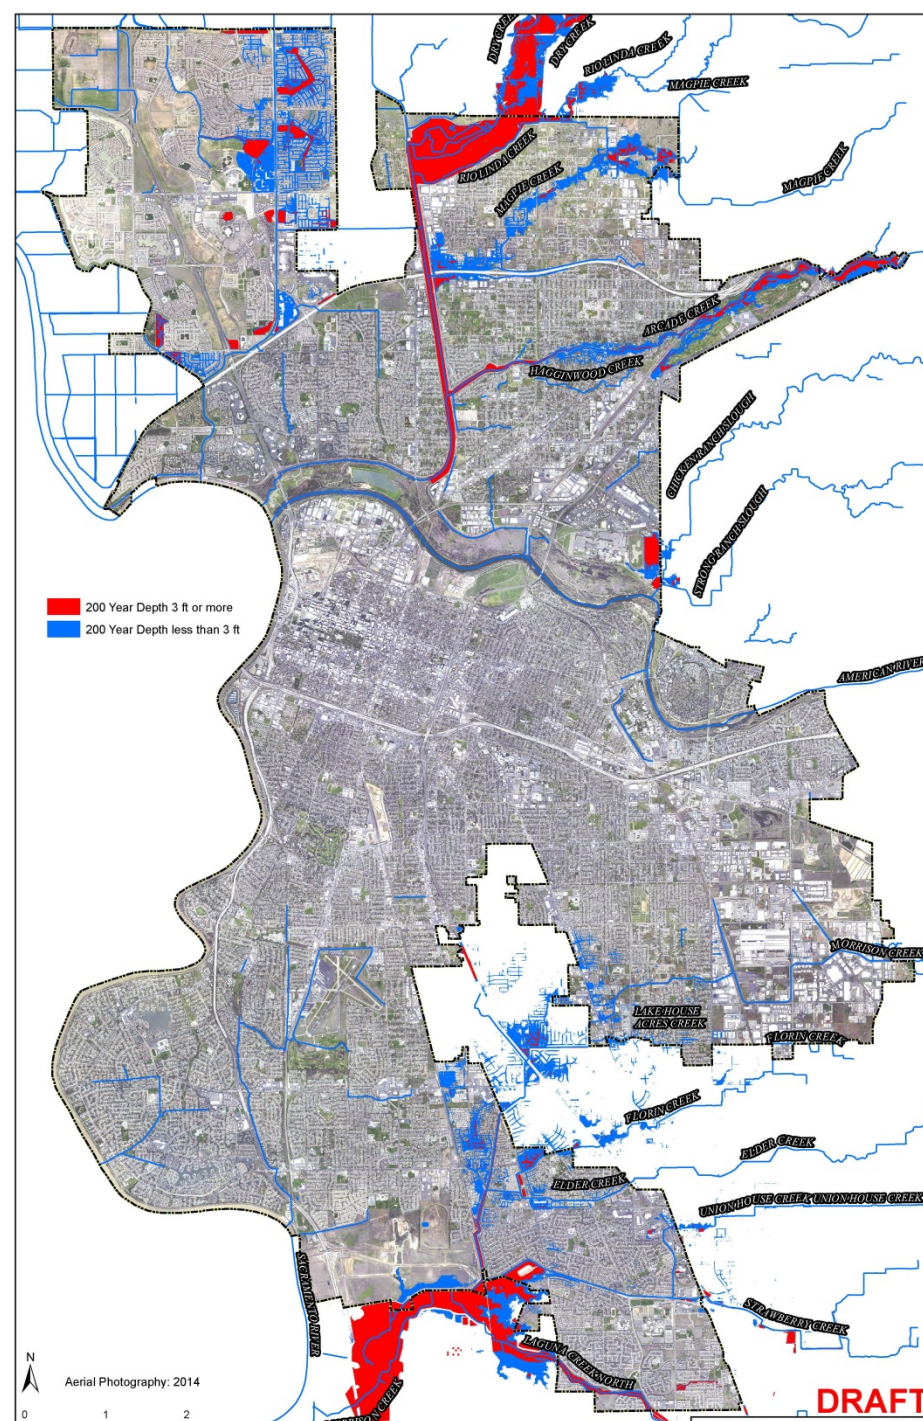 DRY CREEK
DRY CREEK
RIO LINDA CREEK
MAGPIE CREEK
RIO LINDA CREEK
MAGPIE CREEK
MAGPIE CREEK
ARCADE CREEK
HAGGINWOOD CREEK
CHICKEN RANCH SLOUGH
STRONG RANCH SLOUGH
200 Year Depth 3 ft or more
200 Year Depth less than 3 ft
AMERICAN RIVER
MORRISON CREEK
LAKE HOUSE
ACRES CREEK
FLORIN CREEK
FLORIN CREEK
ELDER CREEK
ELDER CREEK
UNION HOUSE CREEK UNION HOUSE CREEK
SACRAMENTO RIVER
STRAWBERRY CREEK
LAGUNA CREEK NORTH
N
Aerial Photography: 2014
DRAFT
RISON CREEK
0 1 2